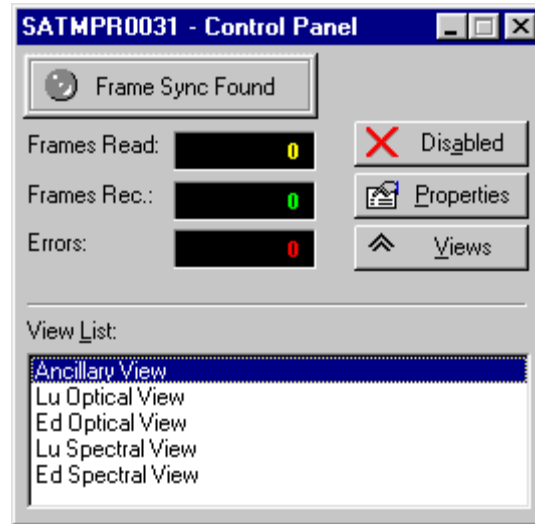 SATMPR0031 - Control Panel
Frame Sync Found
Frames Read: 0
Disabled
Frames Rec.: 0
Properties
Errors: 0
Views
View List:
Ancillary View
Lu Optical View
Ed Optical View
Lu Spectral View
Ed Spectral View